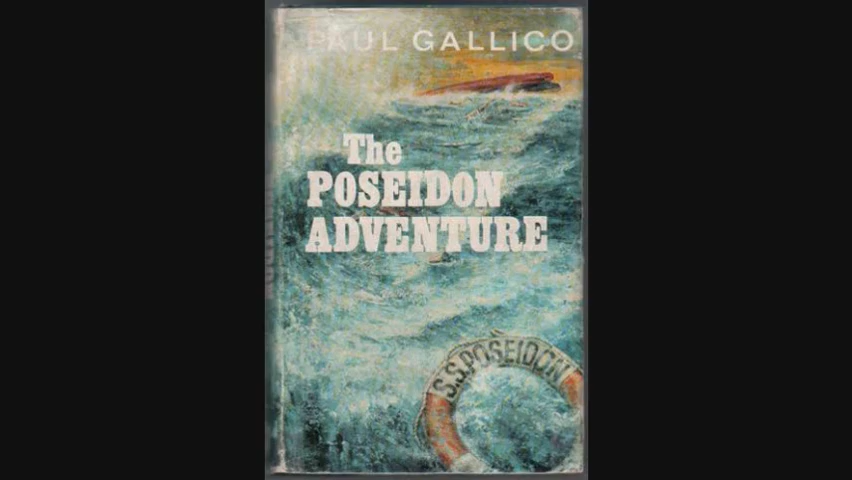 PAUL GALLICO
The
POSEIDON
ADVENTURE
S.S.POSEIDON